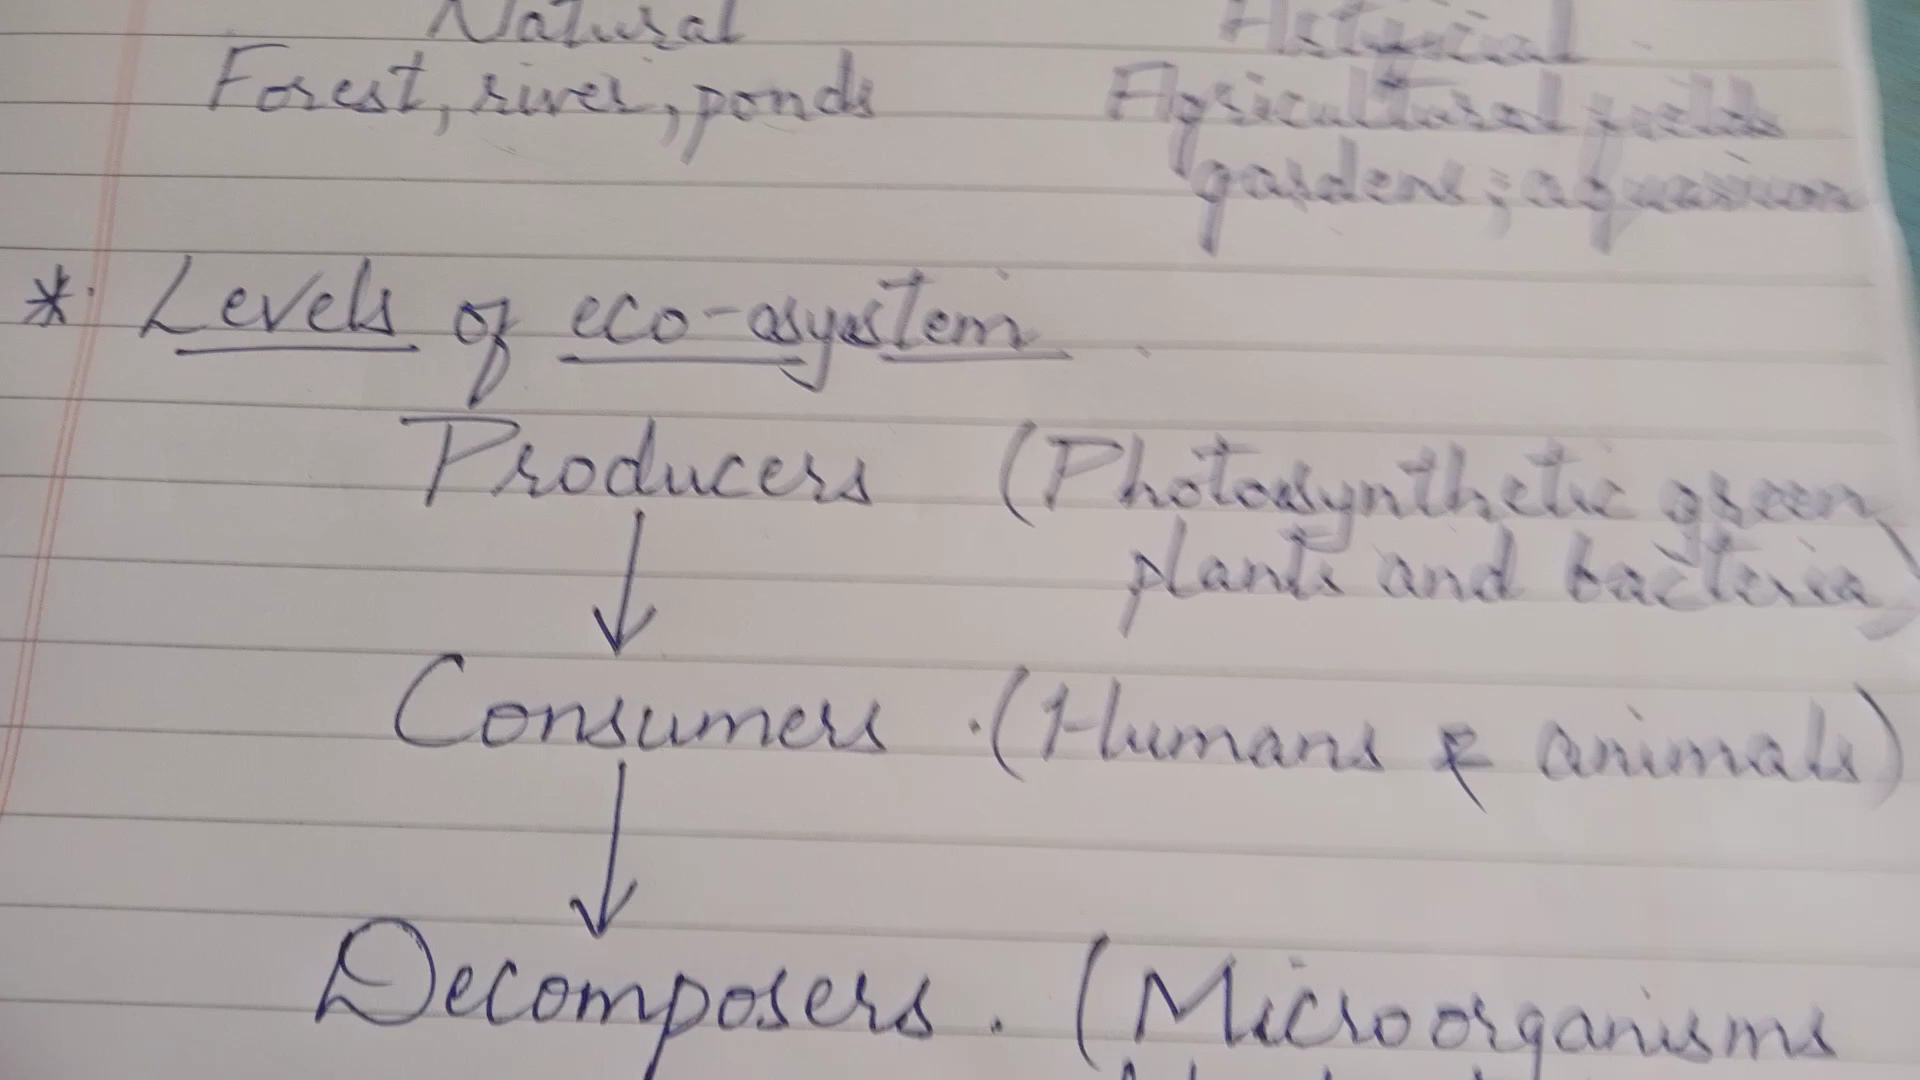 Natural Artificial
Forest, river, ponds Agricultural fields
gardens, aquarium
* Levels of eco-system
Producers (Photosynthetic green
plants and bacteria)
Consumers (Humans & animals)
Decomposers. (Microorganisms